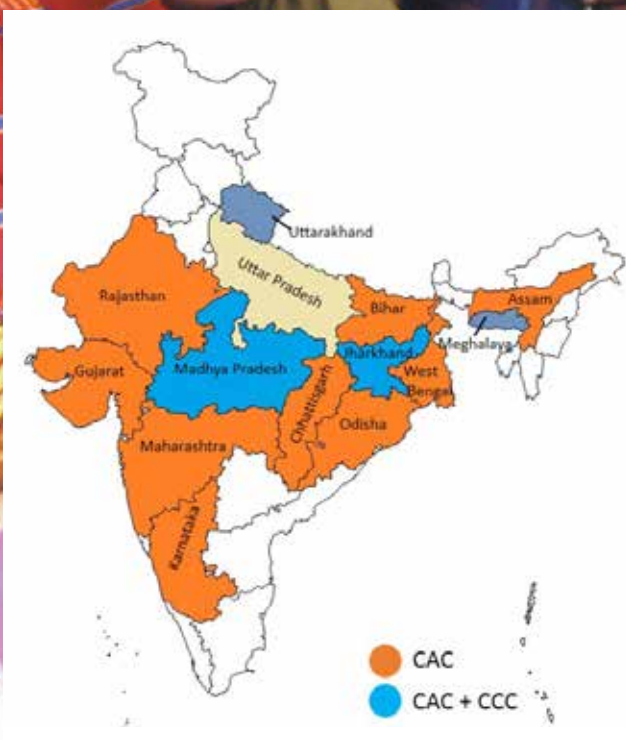 Uttarakhand
Uttar Pradesh
Rajasthan
Bihar
Assam
Meghalaya
Jharkhand
Gujarat
Madhya Pradesh
West
Bengal
Chhattisgarh
Odisha
Maharashtra
Karnataka
CAC
CAC + CCC